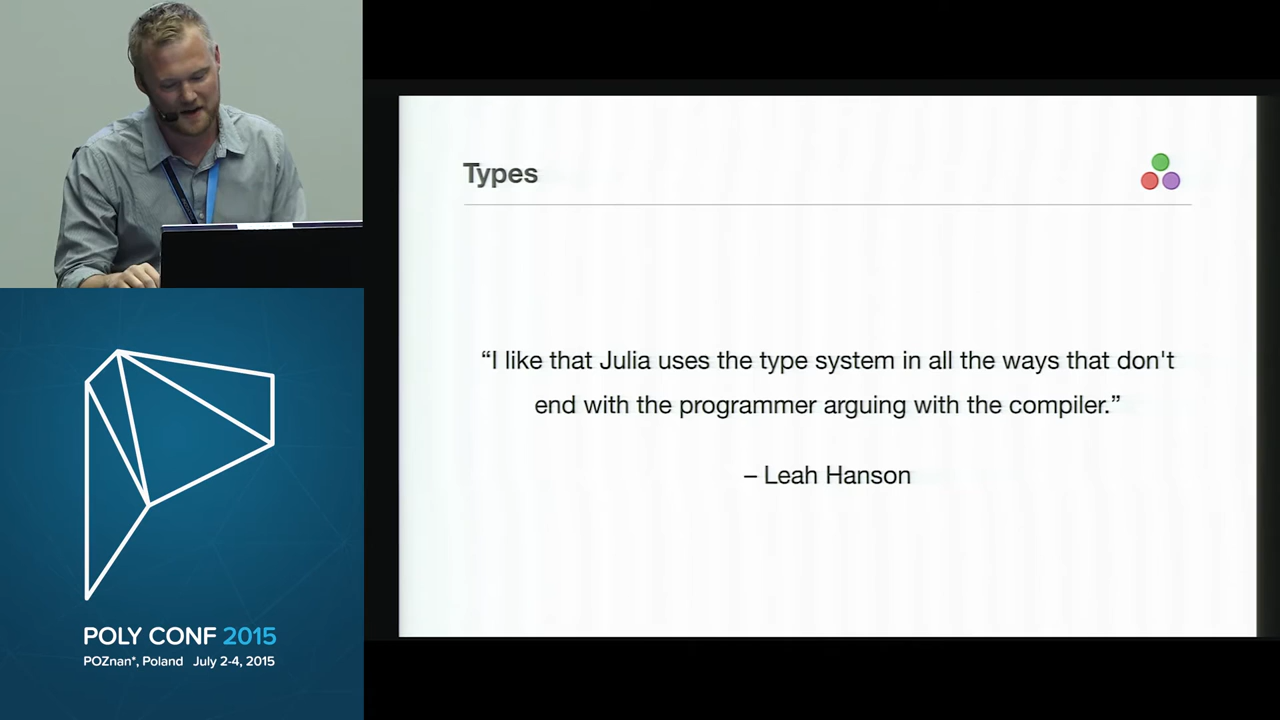 Types
“I like that Julia uses the type system in all the ways that don't
end with the programmer arguing with the compiler.”
– Leah Hanson
POLY CONF 2015
POZnan*, Poland July 2-4, 2015